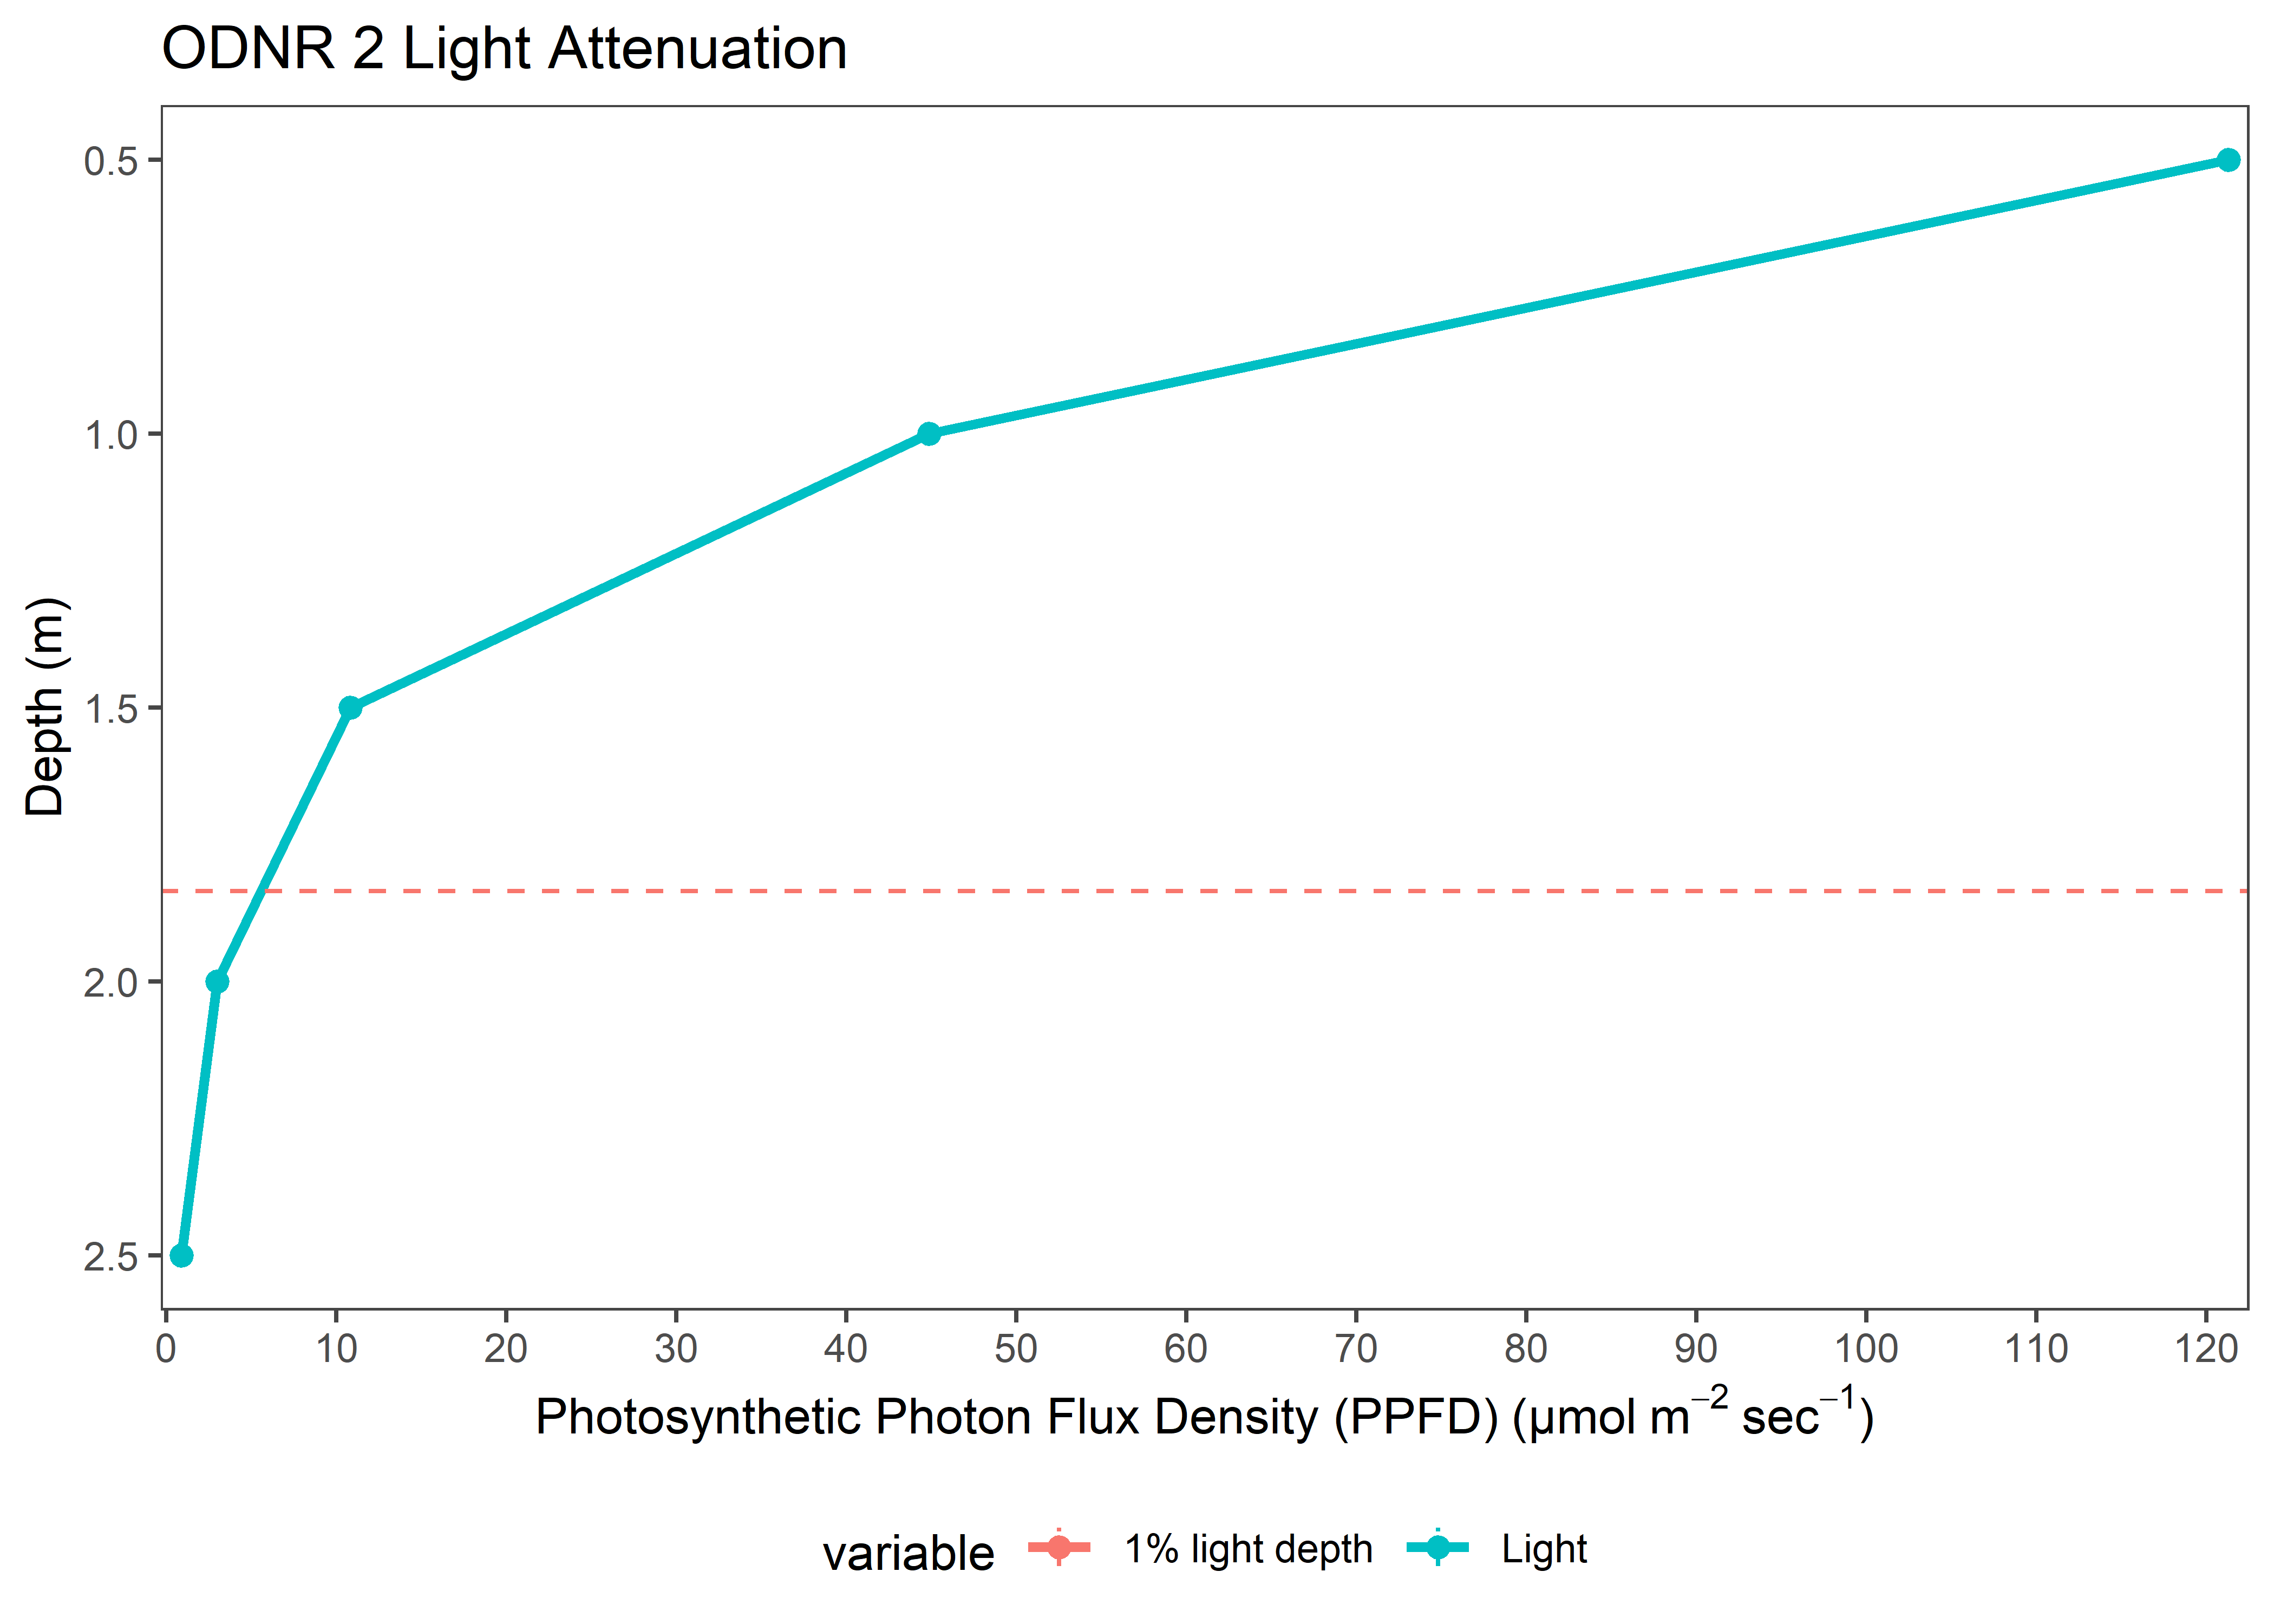 ODNR 2 Light Attenuation
0.5
1.0
1.5
2.0
2.5
Depth (m)
0 10 20 30 40 50 60 70 80 90 100 110 120
Photosynthetic Photon Flux Density (PPFD) (µmol m⁻² sec⁻¹)
variable 1% light depth Light